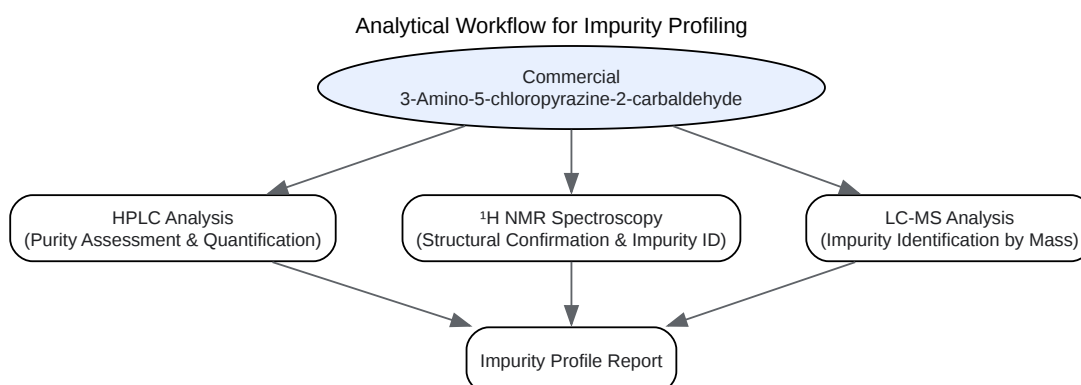 Analytical Workflow for Impurity Profiling
Commercial
3-Amino-5-chloropyrazine-2-carbaldehyde
HPLC Analysis
(Purity Assessment & Quantification)
¹H NMR Spectroscopy
(Structural Confirmation & Impurity ID)
LC-MS Analysis
(Impurity Identification by Mass)
Impurity Profile Report